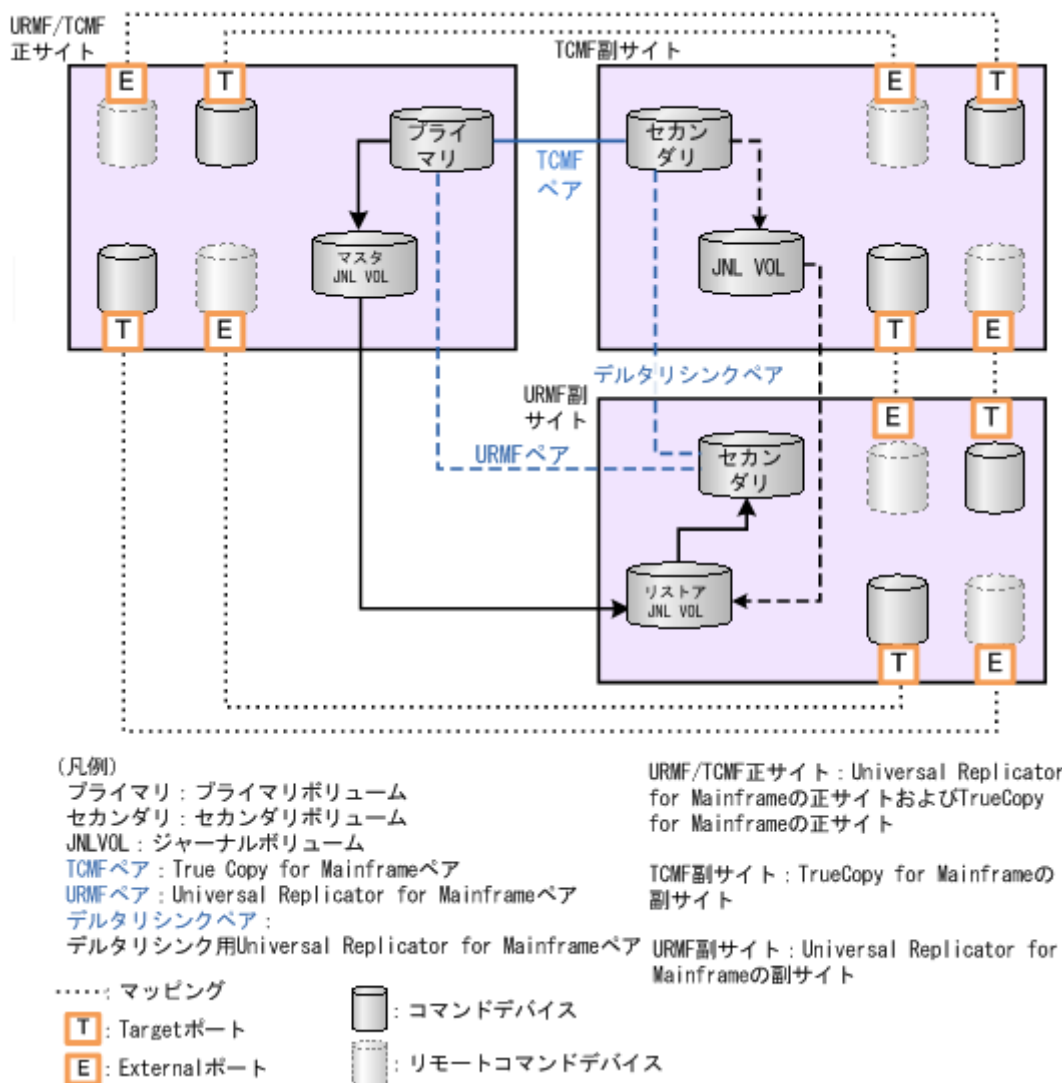 URMF/TCMF
正サイト
TCMF副サイト
E
T
E
T
プライ
マリ
セカン
ダリ
TCMF
ペア
マスタ
JNL VOL
JNL VOL
T
E
T
E
デルタリシンクペア
URMF副
サイト
E
T
URMFペア
セカン
ダリ
リストア
JNL VOL
T
E
(凡例)
プライマリ：プライマリボリューム
セカンダリ：セカンダリボリューム
JNLVOL：ジャーナルボリューム
TCMFペア：True Copy for Mainframeペア
URMFペア：Universal Replicator for Mainframeペア
デルタリシンクペア：
デルタリシンク用Universal Replicator for Mainframeペア
URMF/TCMF正サイト：Universal Replicator
for Mainframeの正サイトおよびTrueCopy
for Mainframeの正サイト
TCMF副サイト：TrueCopy for Mainframeの
副サイト
URMF副サイト：Universal Replicator for
Mainframeの副サイト
……：マッピング
T：Targetポート
E：Externalポート
：コマンドデバイス
：リモートコマンドデバイス